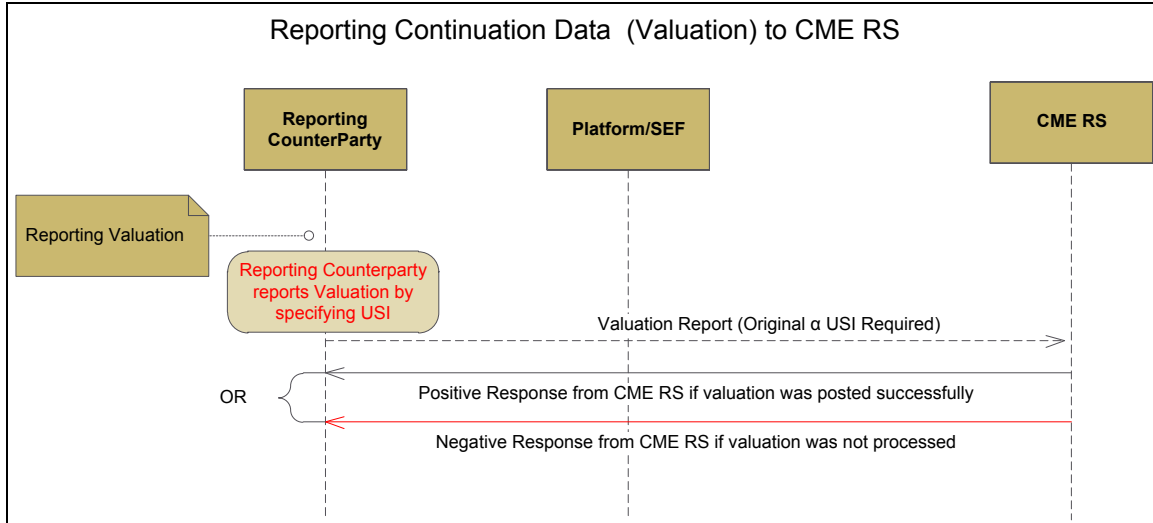 Reporting Continuation Data (Valuation) to CME RS
Reporting
CounterParty
Platform/SEF
CME RS
Reporting Valuation
Reporting Counterparty
reports Valuation by
specifying USI
Valuation Report (Original α USI Required)
OR
Positive Response from CME RS if valuation was posted successfully
Negative Response from CME RS if valuation was not processed